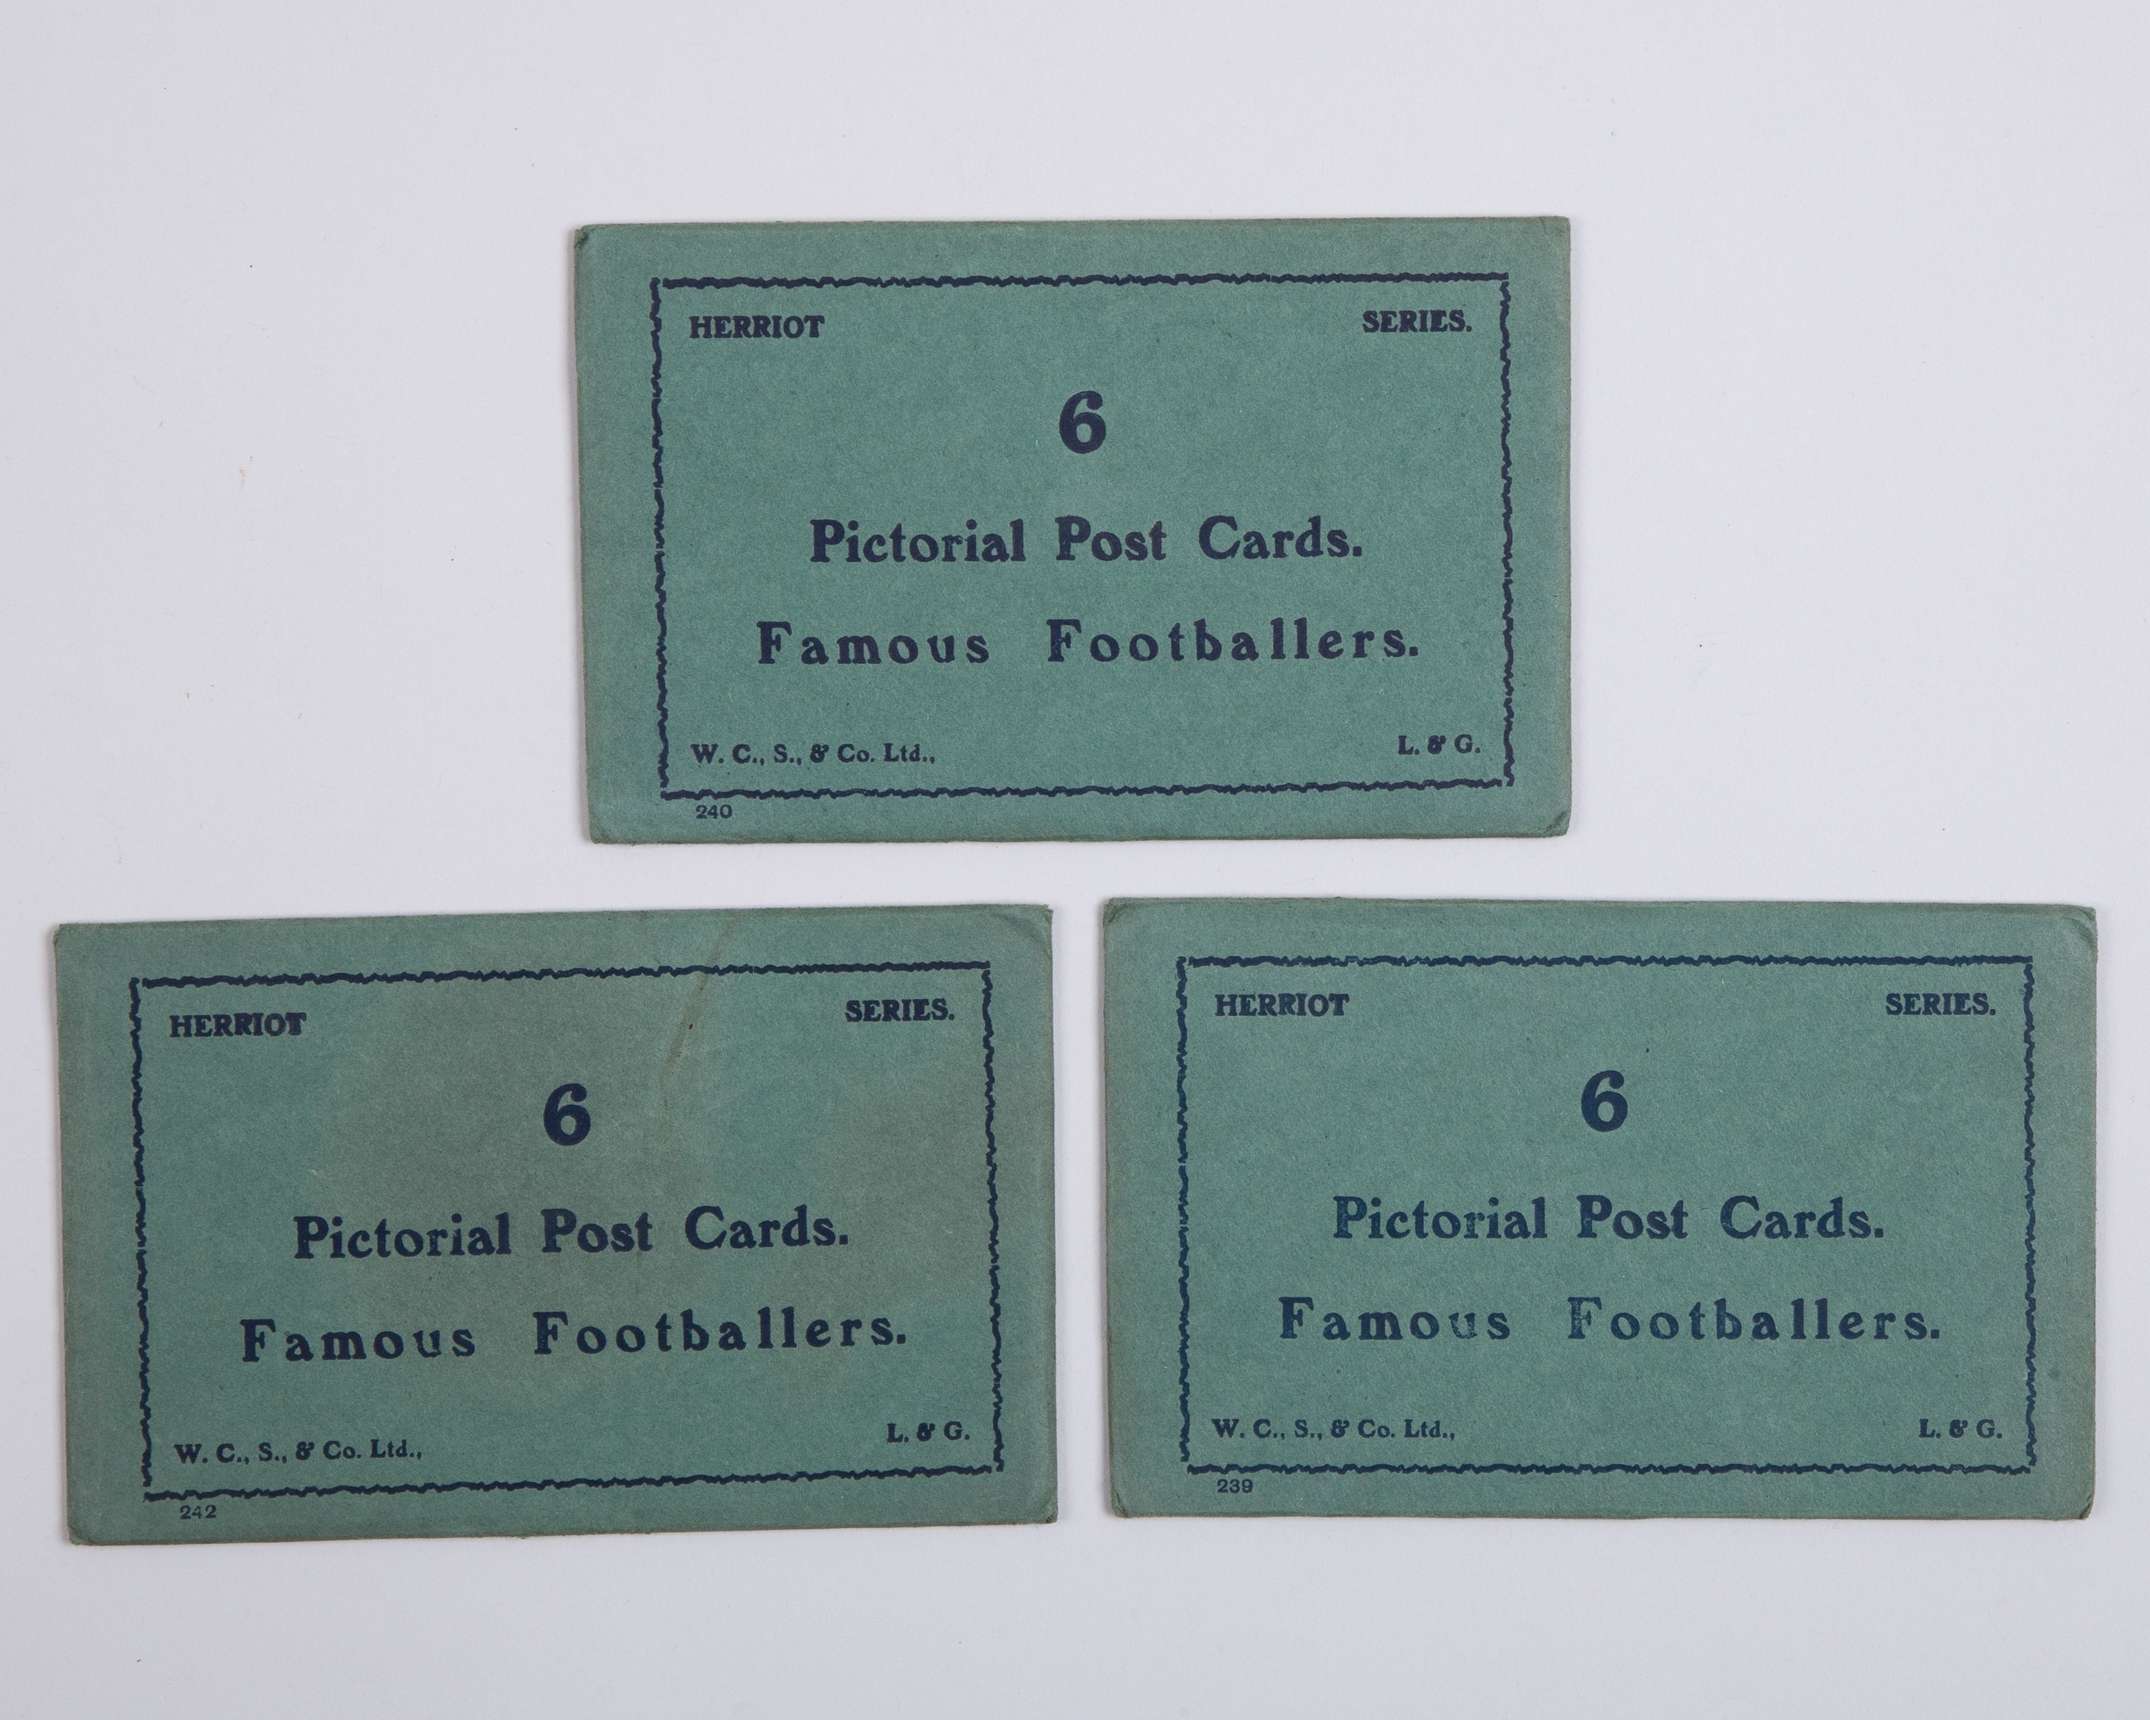 HERRIOT SERIES.
6
Pictorial Post Cards.
Famous Footballers.
W. C., S., & Co. Ltd., L. & G.
240
HERRIOT SERIES.
6
Pictorial Post Cards.
Famous Footballers.
W. C., S., & Co. Ltd., L. & G.
242
HERRIOT SERIES.
6
Pictorial Post Cards.
Famous Footballers.
W. C., S., & Co. Ltd., L. & G.
239